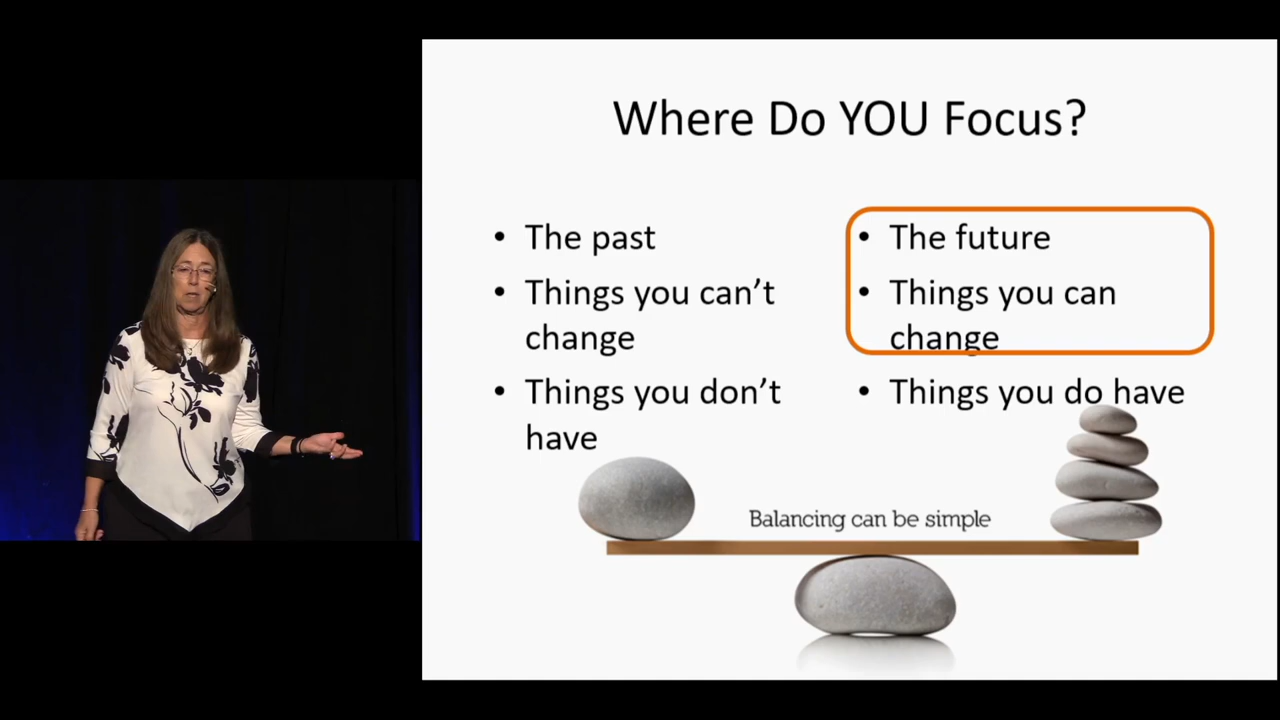 Where Do YOU Focus?
• The past
• Things you can't
change
• Things you don't
have
• The future
• Things you can
change
• Things you do have
Balancing can be simple